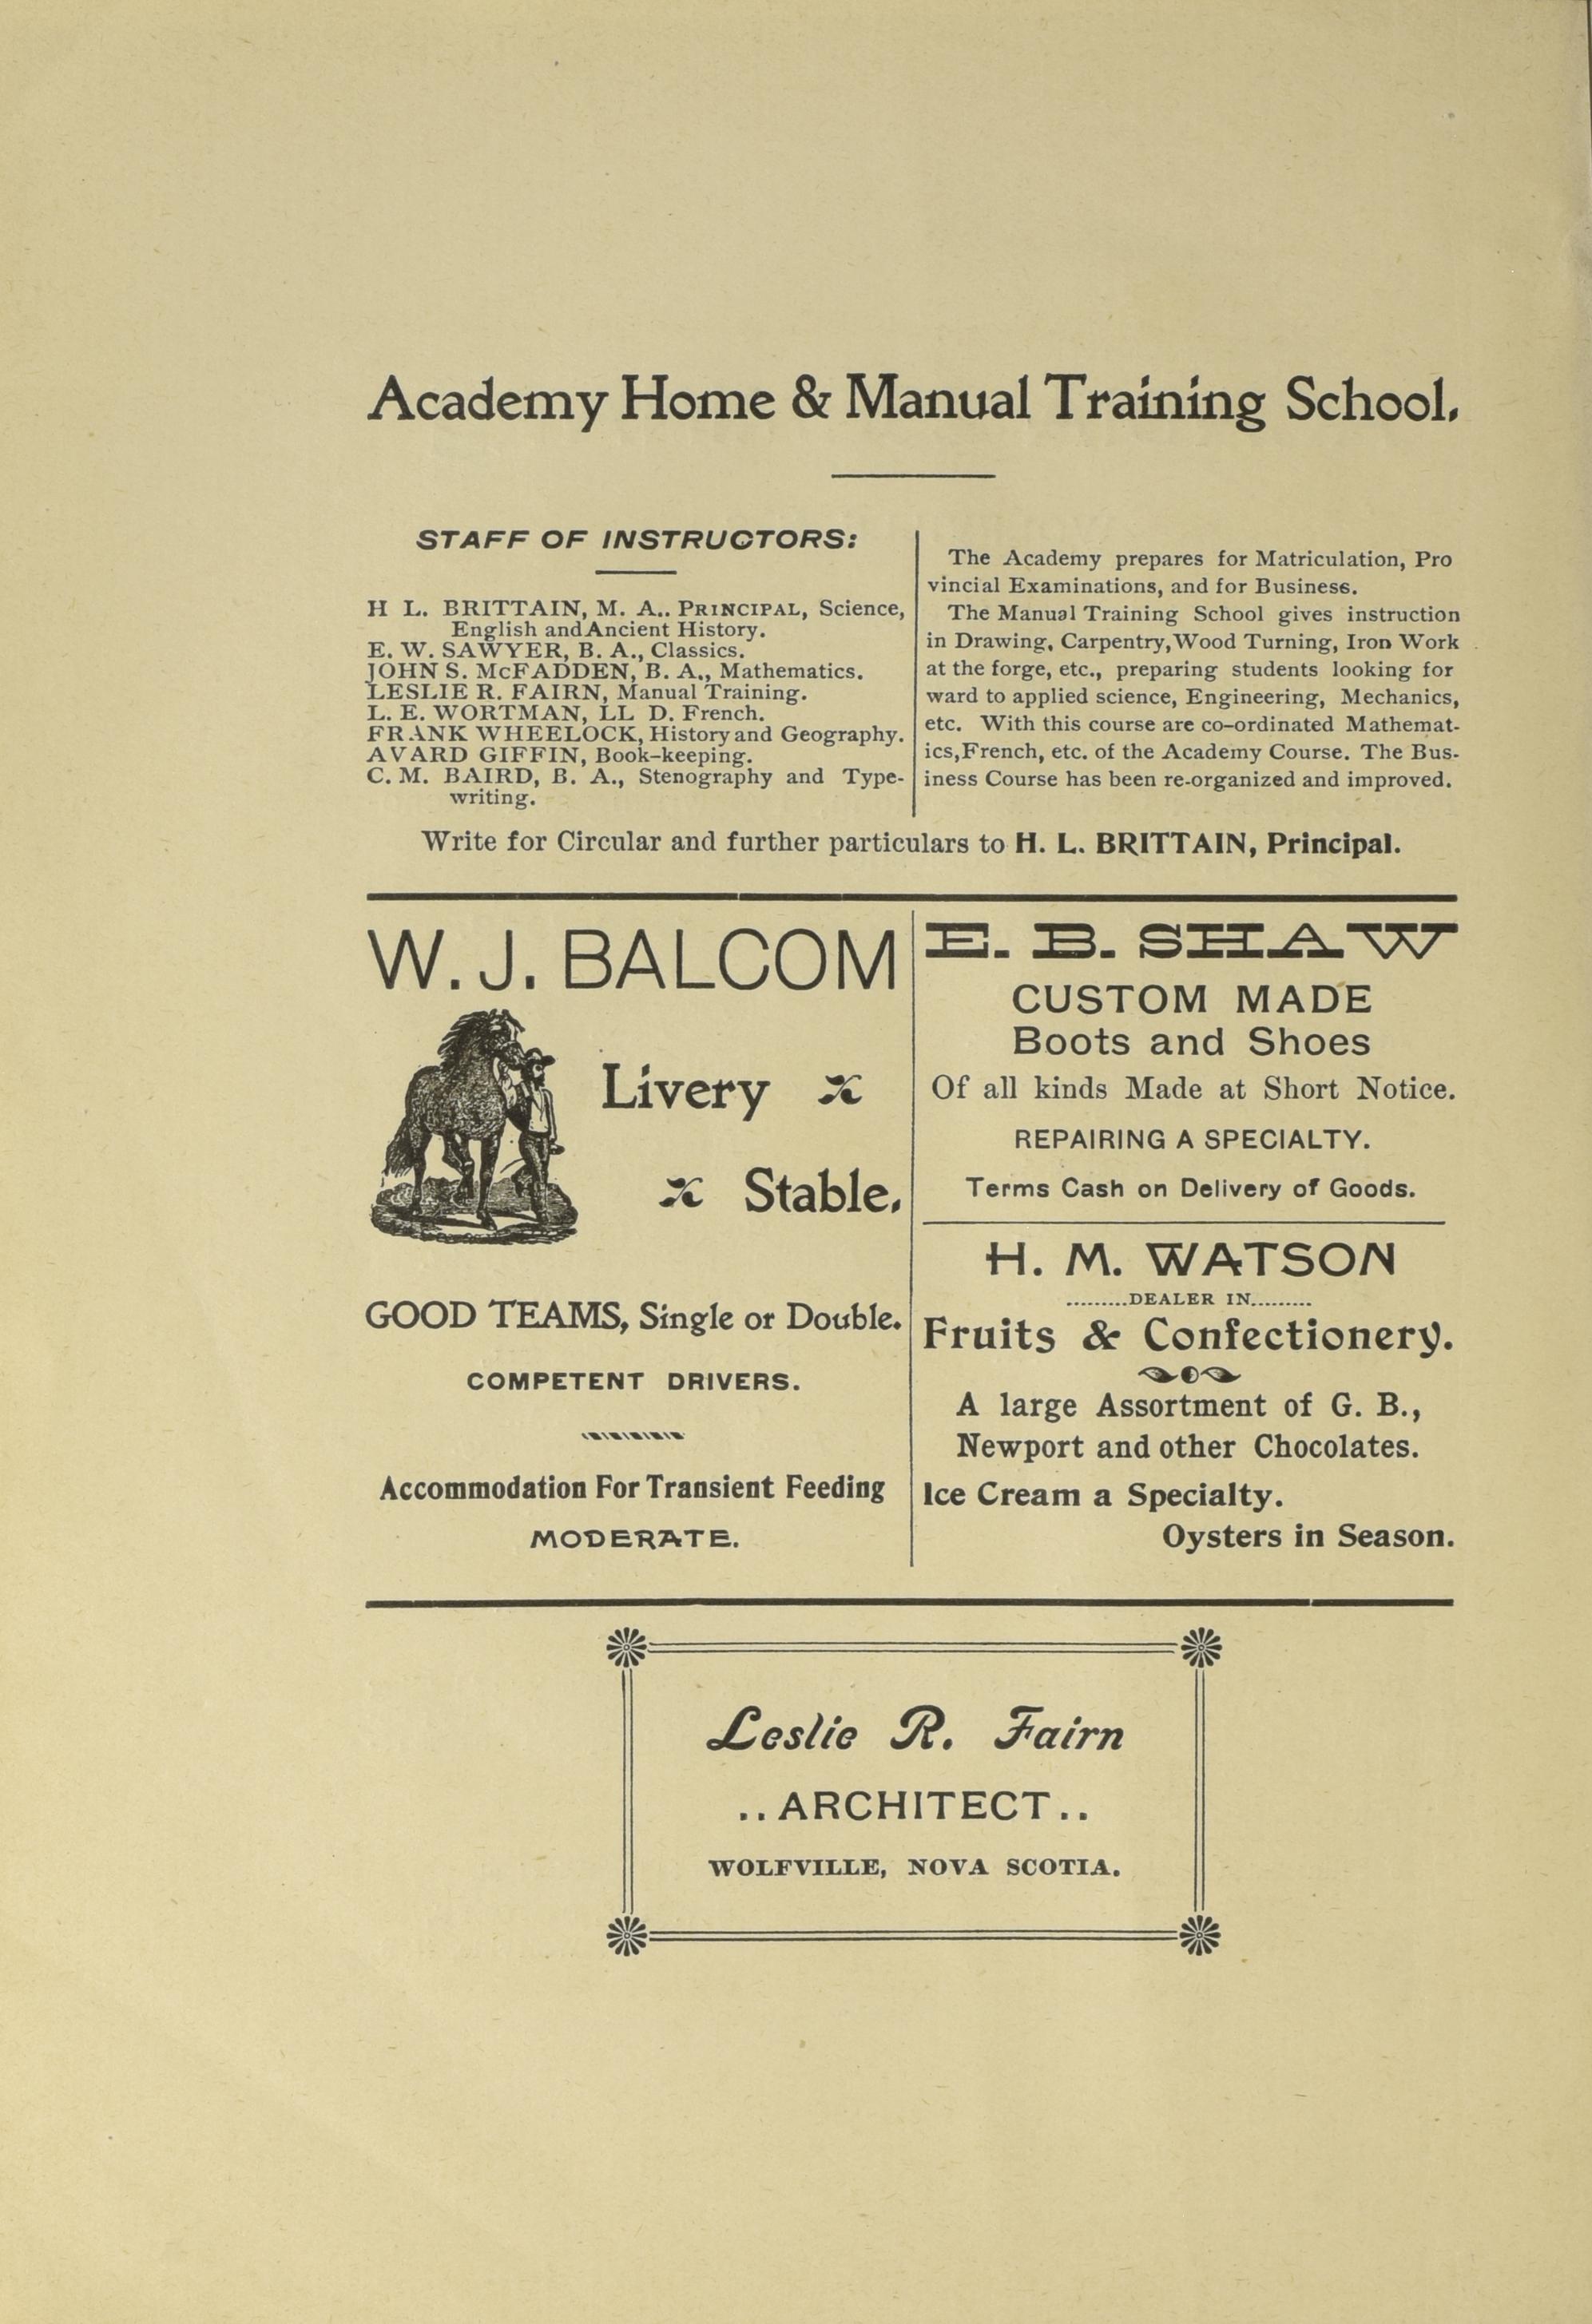 Academy Home & Manual Training School.
STAFF OF INSTRUCTORS:
H L. BRITTAIN, M. A.. PRINCIPAL, Science,
English and Ancient History.
E. W. SAWYER, B. A., Classics.
JOHN S. McFADDEN, B. A., Mathematics.
LESLIE R. FAIRN, Manual Training.
L. E. WORTMAN, LL D. French.
FRANK WHEELOCK, History and Geography.
AVARD GIFFIN, Book-keeping.
C. M. BAIRD, B. A., Stenography and Type-
writing.
The Academy prepares for Matriculation, Pro
vincial Examinations, and for Business.
The Manual Training School gives instruction
in Drawing, Carpentry, Wood Turning, Iron Work
at the forge, etc., preparing students looking for
ward to applied science, Engineering, Mechanics,
etc. With this course are co-ordinated Mathemat-
ics, French, etc. of the Academy Course. The Bus-
iness Course has been re-organized and improved.
Write for Circular and further particulars to H. L. BRITTAIN, Principal.
W. J. BALCOM
Livery
Stable.
GOOD TEAMS, Single or Double.
COMPETENT DRIVERS.
Accommodation For Transient Feeding
MODERATE.
E. B. SHAW
CUSTOM MADE
Boots and Shoes
Of all kinds Made at Short Notice.
REPAIRING A SPECIALTY.
Terms Cash on Delivery of Goods.
H. M. WATSON
.........DEALER IN.........
Fruits & Confectionery.
A large Assortment of G. B.,
Newport and other Chocolates.
Ice Cream a Specialty.
Oysters in Season.
Leslie R. Fairn
..ARCHITECT..
WOLFVILLE, NOVA SCOTIA.